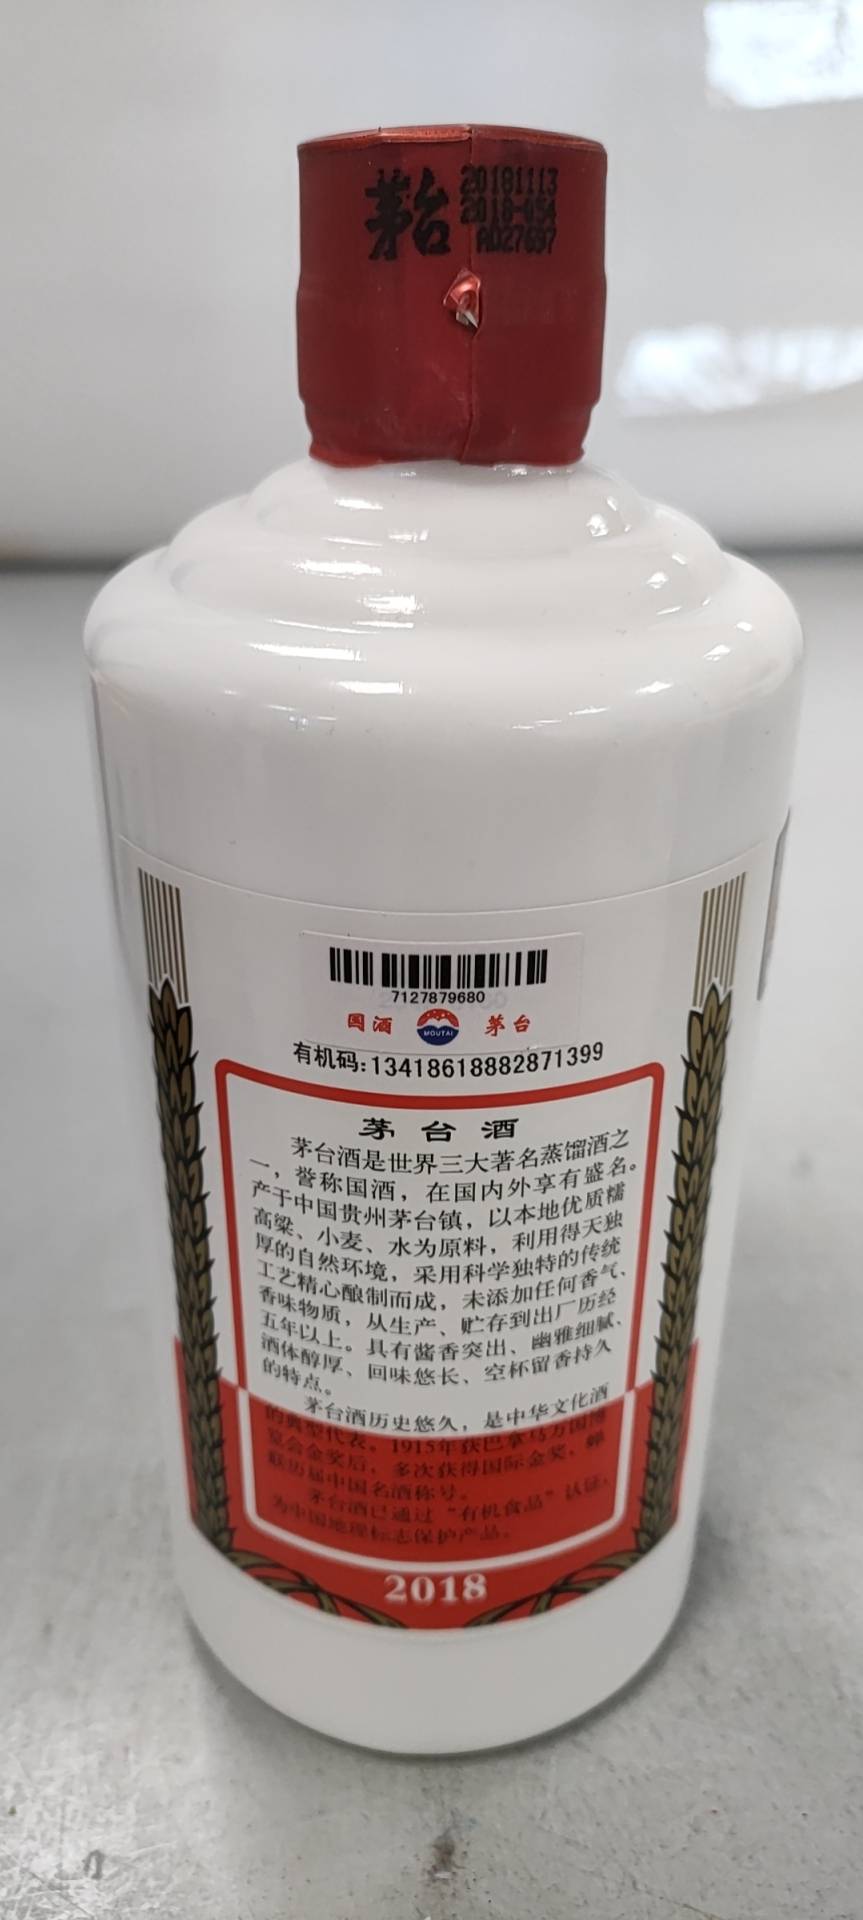 茅台
20181113
2018-054
AD27697
7127879680
国酒 MOUTAI 茅台
有机码:13418618882871399
茅台酒
茅台酒是世界三大著名蒸馏酒之
一，誉称国酒，在国内外享有盛名。
产于中国贵州茅台镇，以本地优质糯
高粱、小麦、水为原料，利用得天独
厚的自然环境，采用科学独特的传统
工艺精心酿制而成，未添加任何香气、
香味物质，从生产、贮存到出厂历经
五年以上。具有酱香突出、幽雅细腻、
酒体醇厚、回味悠长、空杯留香持久
的特点。
茅台酒历史悠久，是中华文化酒
的典型代表。1915年获巴拿马万国博
览会金奖后，多次获得国际金奖，蝉
联历届中国名酒称号。
茅台酒已通过“有机食品”认证，
为中国地理标志保护产品。
2018